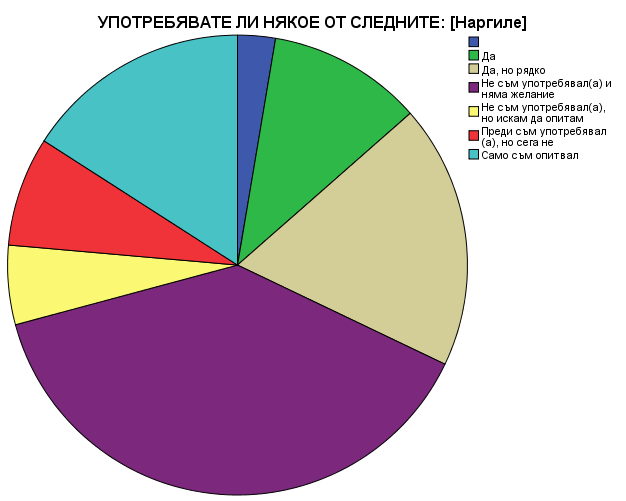 УПОТРЕБЯВАТЕ ЛИ НЯКОЕ ОТ СЛЕДНИТЕ: [Наргиле]
Да
Да, но рядко
Не съм употребявал(а) и
няма желание
Не съм употребявал(а),
но искам да опитам
Преди съм употребявал
(а), но сега не
Само съм опитвал